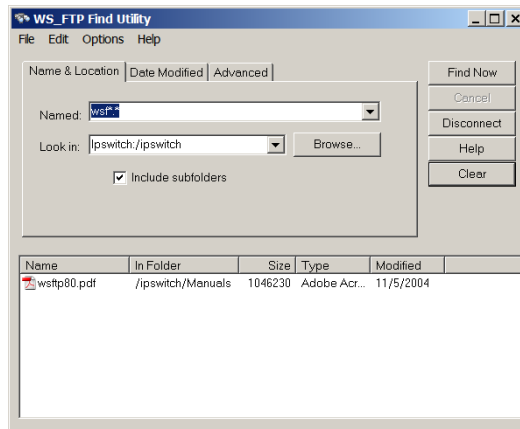 WS_FTP Find Utility
File Edit Options Help
Name & Location Date Modified Advanced
Named: wsf*.*
Look in: Ipswitch:/ipswitch Browse...
Include subfolders
Find Now
Cancel
Disconnect
Help
Clear
Name In Folder Size Type Modified
wsftp80.pdf /ipswitch/Manuals 1046230 Adobe Acr... 11/5/2004